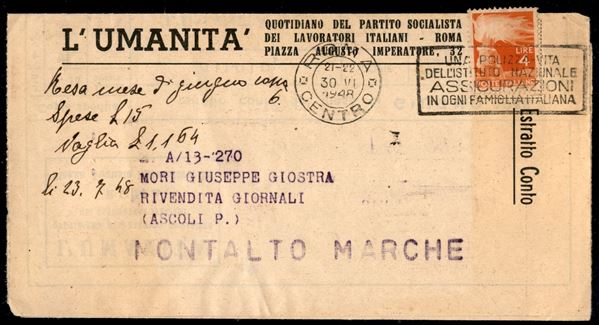 L'UMANITA'
QUOTIDIANO DEL PARTITO SOCIALISTA
DEI LAVORATORI ITALIANI - ROMA
PIAZZA AUGUSTO IMPERATORE, 32
ROMA
21-22
30 VI
1948
CENTRO
LIRE
4
UNA POLIZZA VITA
DELL'ISTITUTO NAZIONALE
ASSICURAZIONI
IN OGNI FAMIGLIA ITALIANA
Estratto Conto
Resa mese di giugno copie
6.
Spese £15
Vaglia £1.164
li 23.7.48
A/13-270
MORI GIUSEPPE GIOSTRA
RIVENDITA GIORNALI
(ASCOLI P.)
MONTALTO MARCHE